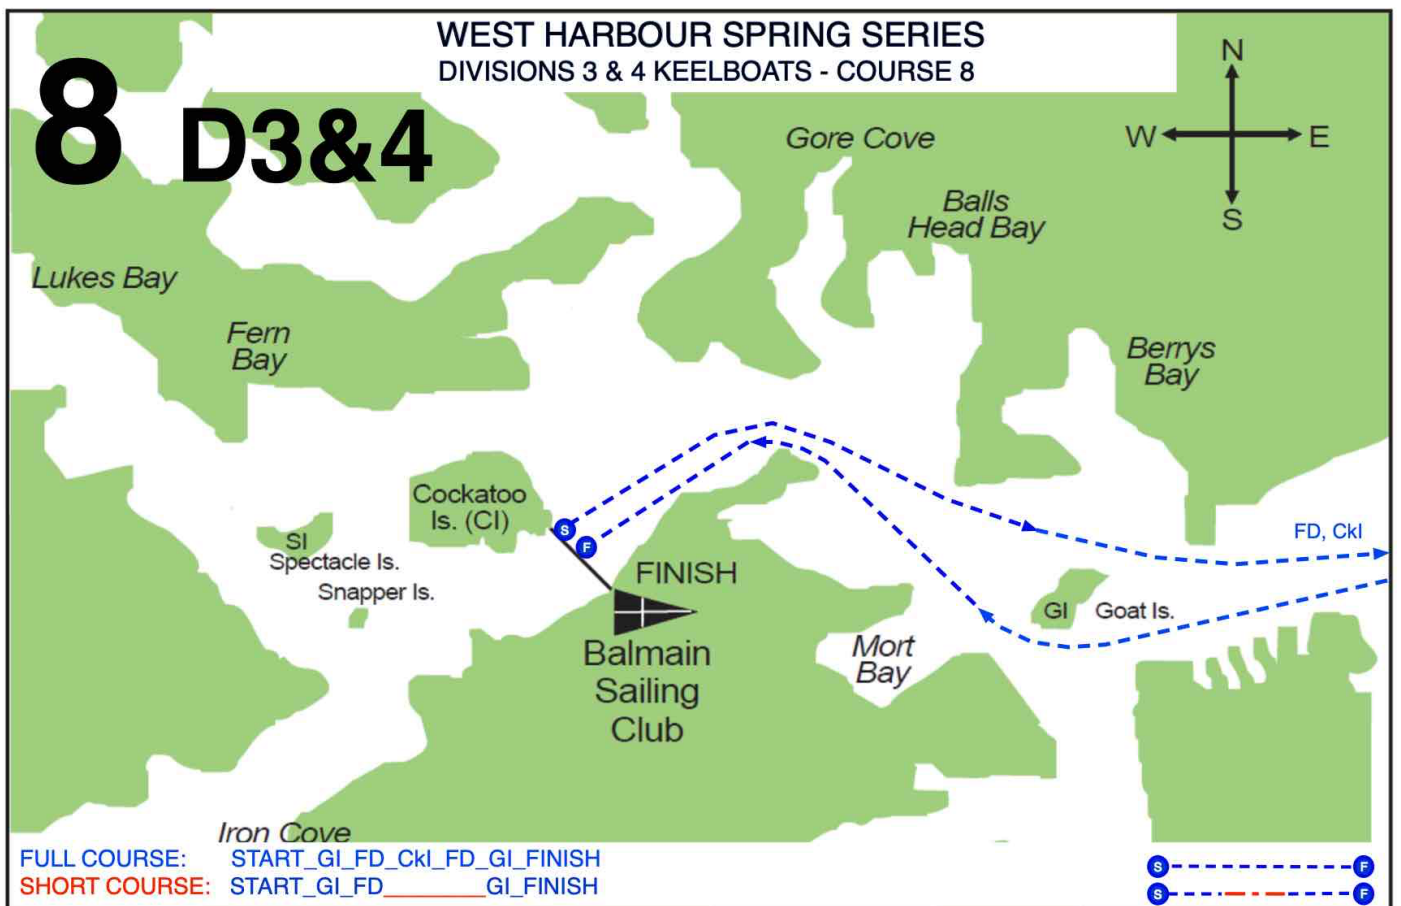 WEST HARBOUR SPRING SERIES
DIVISIONS 3 & 4 KEELBOATS - COURSE 8
8 D3&4
N
W E
S
Gore Cove
Balls
Head Bay
Lukes Bay
Fern
Bay
Berrys
Bay
Cockatoo
Is. (CI)
S
F
SI
Spectacle Is.
Snapper Is.
FINISH
Balmain
Sailing
Club
Mort
Bay
FD, CkI
GI Goat Is.
Iron Cove
FULL COURSE: START_GI_FD_CkI_FD_GI_FINISH
SHORT COURSE: START_GI_FD________GI_FINISH
S F
S F